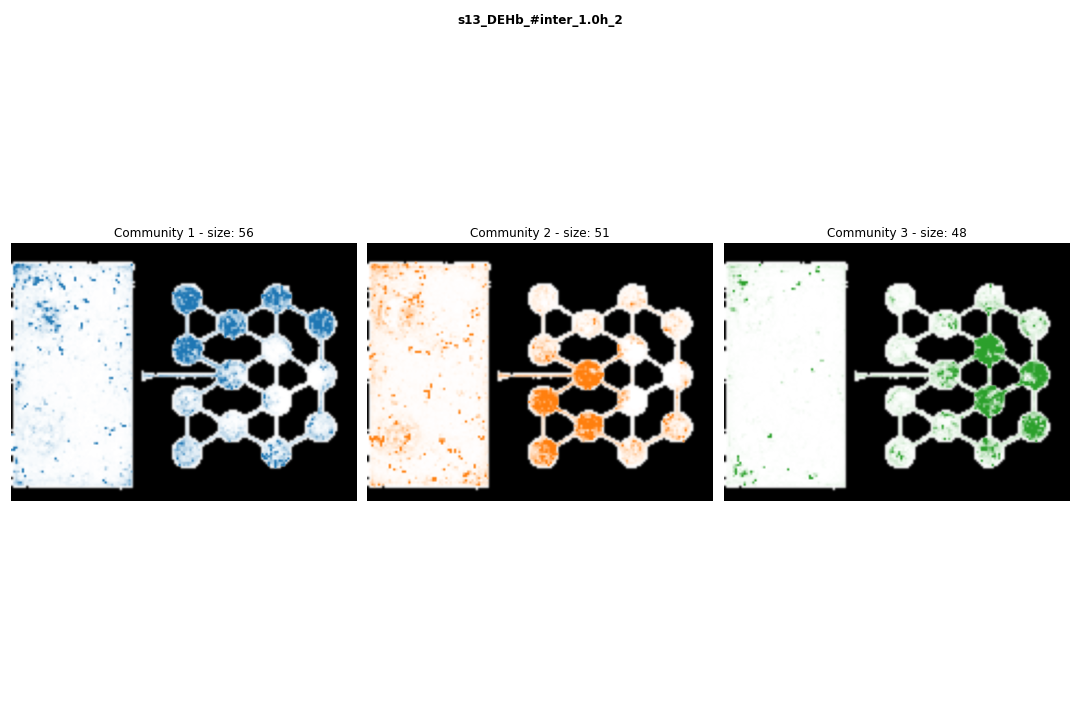 s13_DEHb_#inter_1.0h_2
Community 1 - size: 56
Community 2 - size: 51
Community 3 - size: 48